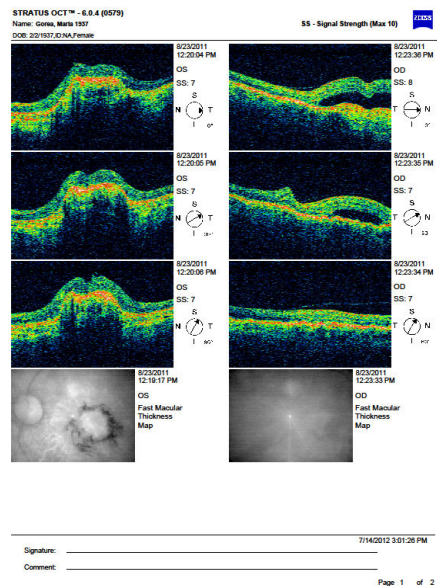 STRATUS OCT™ - 6.0.4 (0579)
Name: Gorea, Maria 1937
SS - Signal Strength (Max 10)
ZEISS
DOB: 2/2/1937,ID:NA,Female
8/23/2011
12:20:04 PM
OS
SS: 7
S
N T
I 0°
8/23/2011
12:23:36 PM
OD
SS: 8
S
T N
I
8/23/2011
12:20:05 PM
OS
SS: 7
S
N T
I
8/23/2011
12:23:35 PM
OD
SS: 7
S
T N
I
8/23/2011
12:20:06 PM
OS
SS: 7
S
N T
I
8/23/2011
12:23:34 PM
OD
SS: 7
S
T N
I
8/23/2011
12:19:17 PM
OS
Fast Macular
Thickness
Map
8/23/2011
12:23:33 PM
OD
Fast Macular
Thickness
Map
7/14/2012 3:01:26 PM
Signature:
Comment:
Page 1 of 2